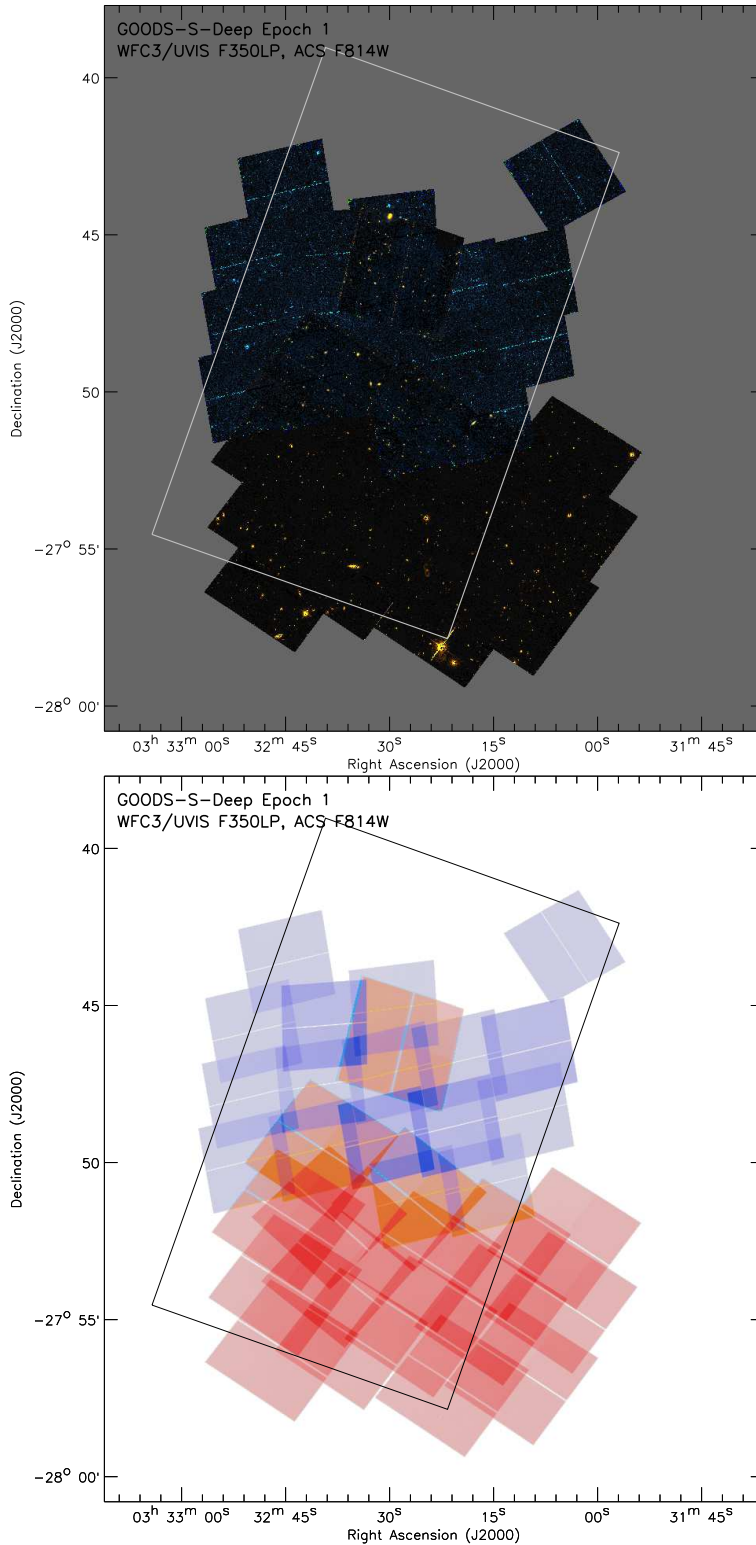 GOODS-S-Deep Epoch 1
WFC3/UVIS F350LP, ACS F814W
40
45
50
-27° 55'
-28° 00'
Declination (J2000)
03ʰ 33ᵐ 00ˢ 32ᵐ 45ˢ 30ˢ 15ˢ 00ˢ 31ᵐ 45ˢ
Right Ascension (J2000)
GOODS-S-Deep Epoch 1
WFC3/UVIS F350LP, ACS F814W
40
45
50
-27° 55'
-28° 00'
Declination (J2000)
03ʰ 33ᵐ 00ˢ 32ᵐ 45ˢ 30ˢ 15ˢ 00ˢ 31ᵐ 45ˢ
Right Ascension (J2000)